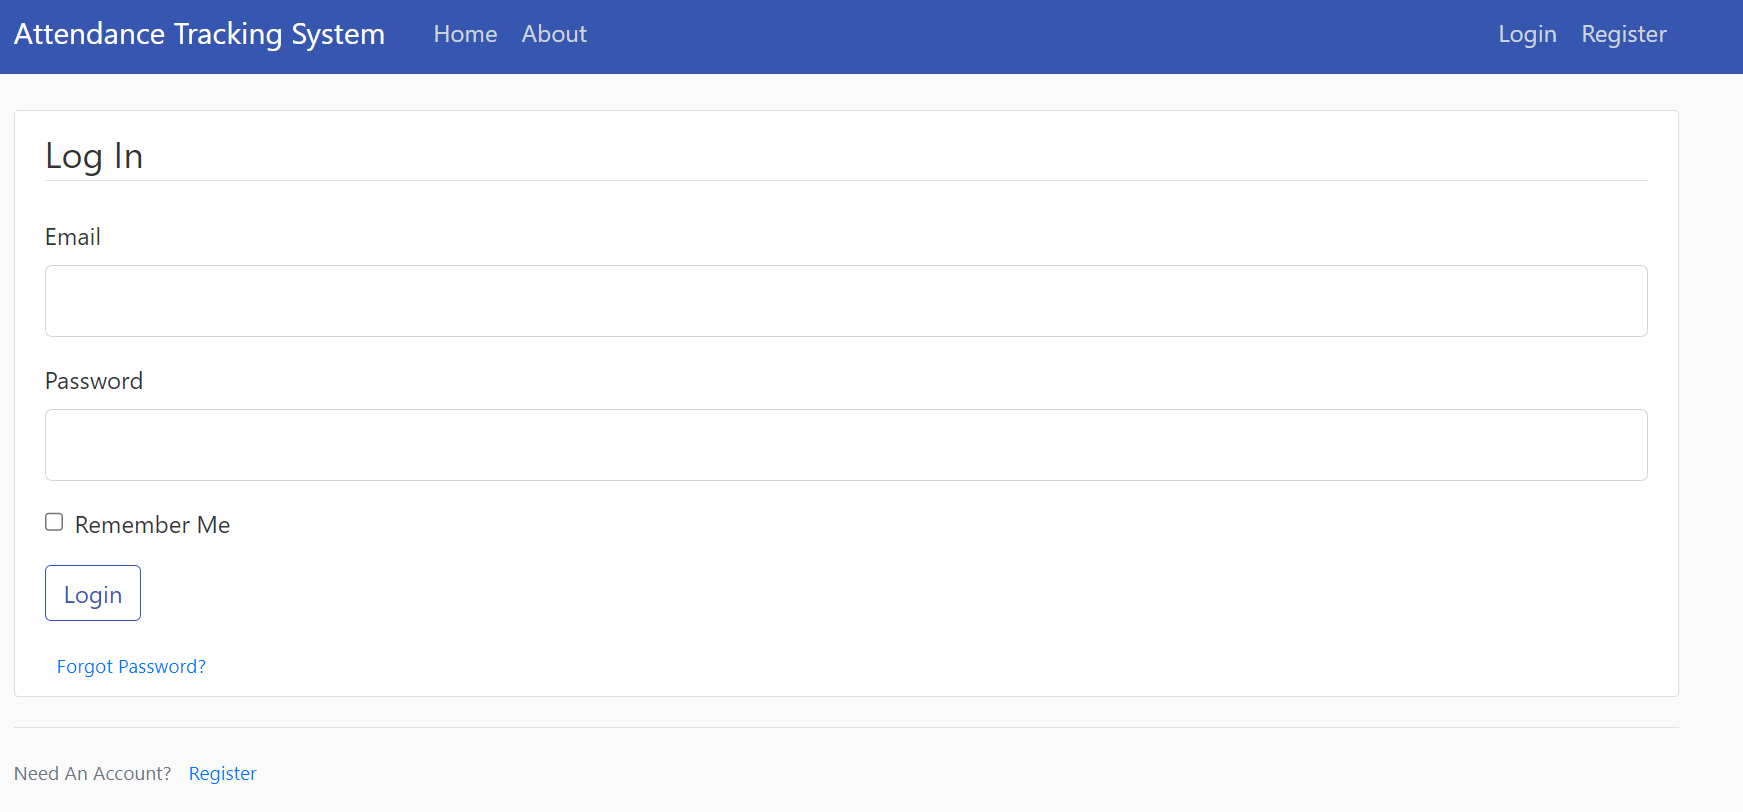 Attendance Tracking System Home About Login Register
Log In
Email
Password
Remember Me
Login
Forgot Password?
Need An Account? Register